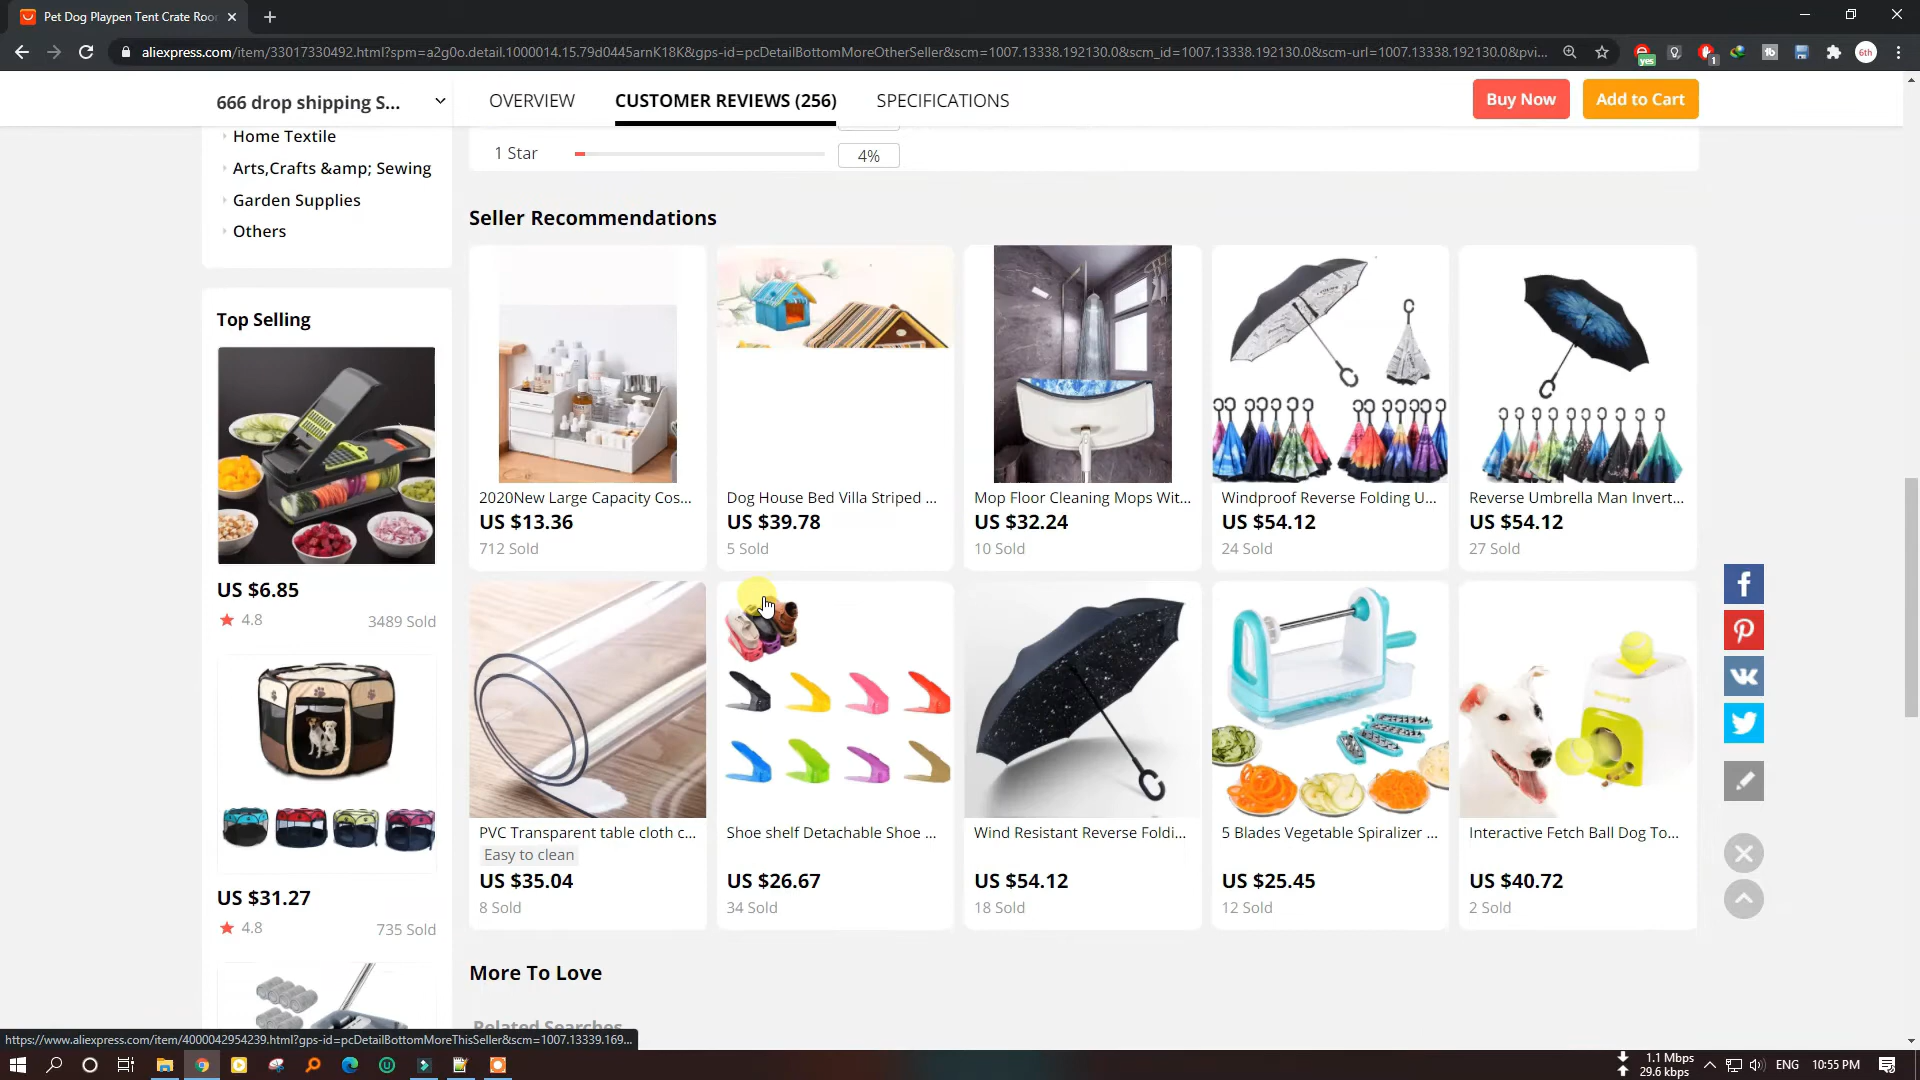 Pet Dog Playpen Tent Crate Roo
aliexpress.com/item/33017330492.html?spm=a2g0o.detail.1000014.15.79d0445arnK18K&gps-id=pcDetailBottomMoreOtherSeller&scm=1007.13338.192130.0&scm_id=1007.13338.192130.0&scm-url=1007.13338.192130.0&pvi...
yes
1
6th
666 drop shipping S...
OVERVIEW
CUSTOMER REVIEWS (256)
SPECIFICATIONS
Buy Now
Add to Cart
Home Textile
Arts,Crafts &amp; Sewing
Garden Supplies
Others
1 Star
4%
Top Selling
US $6.85
4.8
3489 Sold
US $31.27
4.8
735 Sold
Seller Recommendations
2020New Large Capacity Cos...
US $13.36
712 Sold
Dog House Bed Villa Striped ...
US $39.78
5 Sold
Mop Floor Cleaning Mops Wit...
US $32.24
10 Sold
Windproof Reverse Folding U...
US $54.12
24 Sold
Reverse Umbrella Man Invert...
US $54.12
27 Sold
PVC Transparent table cloth c...
Easy to clean
US $35.04
8 Sold
Shoe shelf Detachable Shoe ...
US $26.67
34 Sold
Wind Resistant Reverse Foldi...
US $54.12
18 Sold
5 Blades Vegetable Spiralizer ...
US $25.45
12 Sold
Interactive Fetch Ball Dog To...
US $40.72
2 Sold
More To Love
Related Searches
https://www.aliexpress.com/item/4000042954239.html?gps-id=pcDetailBottomMoreThisSeller&scm=1007.13339.169...
1.1 Mbps
29.6 kbps
ENG
10:55 PM